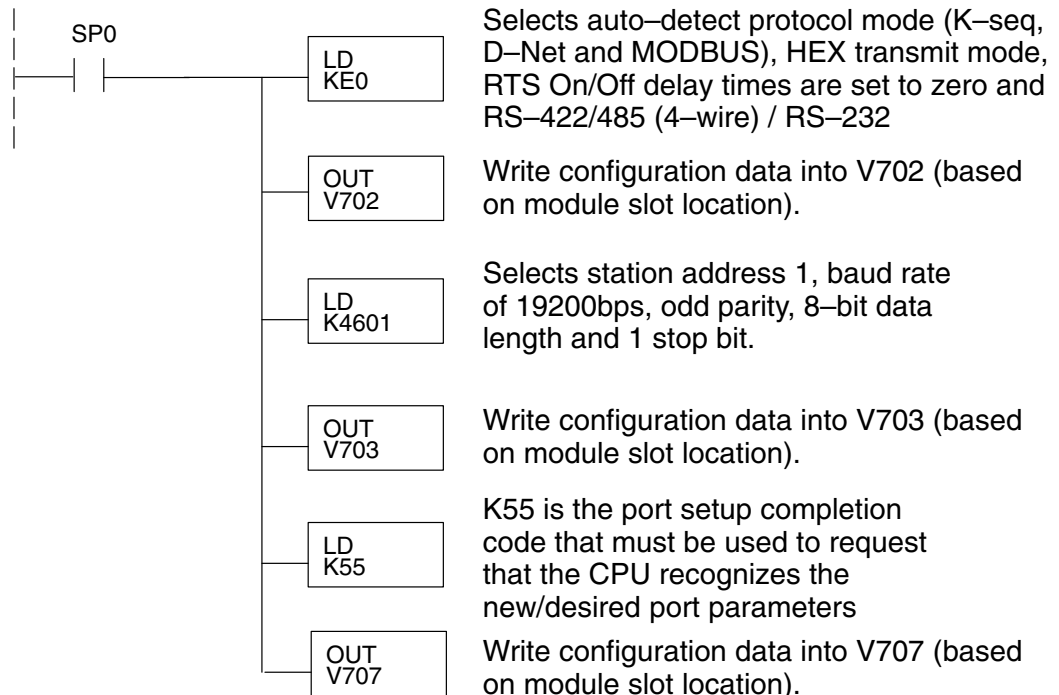 SP0
LD
KE0
Selects auto–detect protocol mode (K–seq,
D–Net and MODBUS), HEX transmit mode,
RTS On/Off delay times are set to zero and
RS–422/485 (4–wire) / RS–232
OUT
V702
Write configuration data into V702 (based
on module slot location).
LD
K4601
Selects station address 1, baud rate
of 19200bps, odd parity, 8–bit data
length and 1 stop bit.
OUT
V703
Write configuration data into V703 (based
on module slot location).
LD
K55
K55 is the port setup completion
code that must be used to request
that the CPU recognizes the
new/desired port parameters
OUT
V707
Write configuration data into V707 (based
on module slot location).